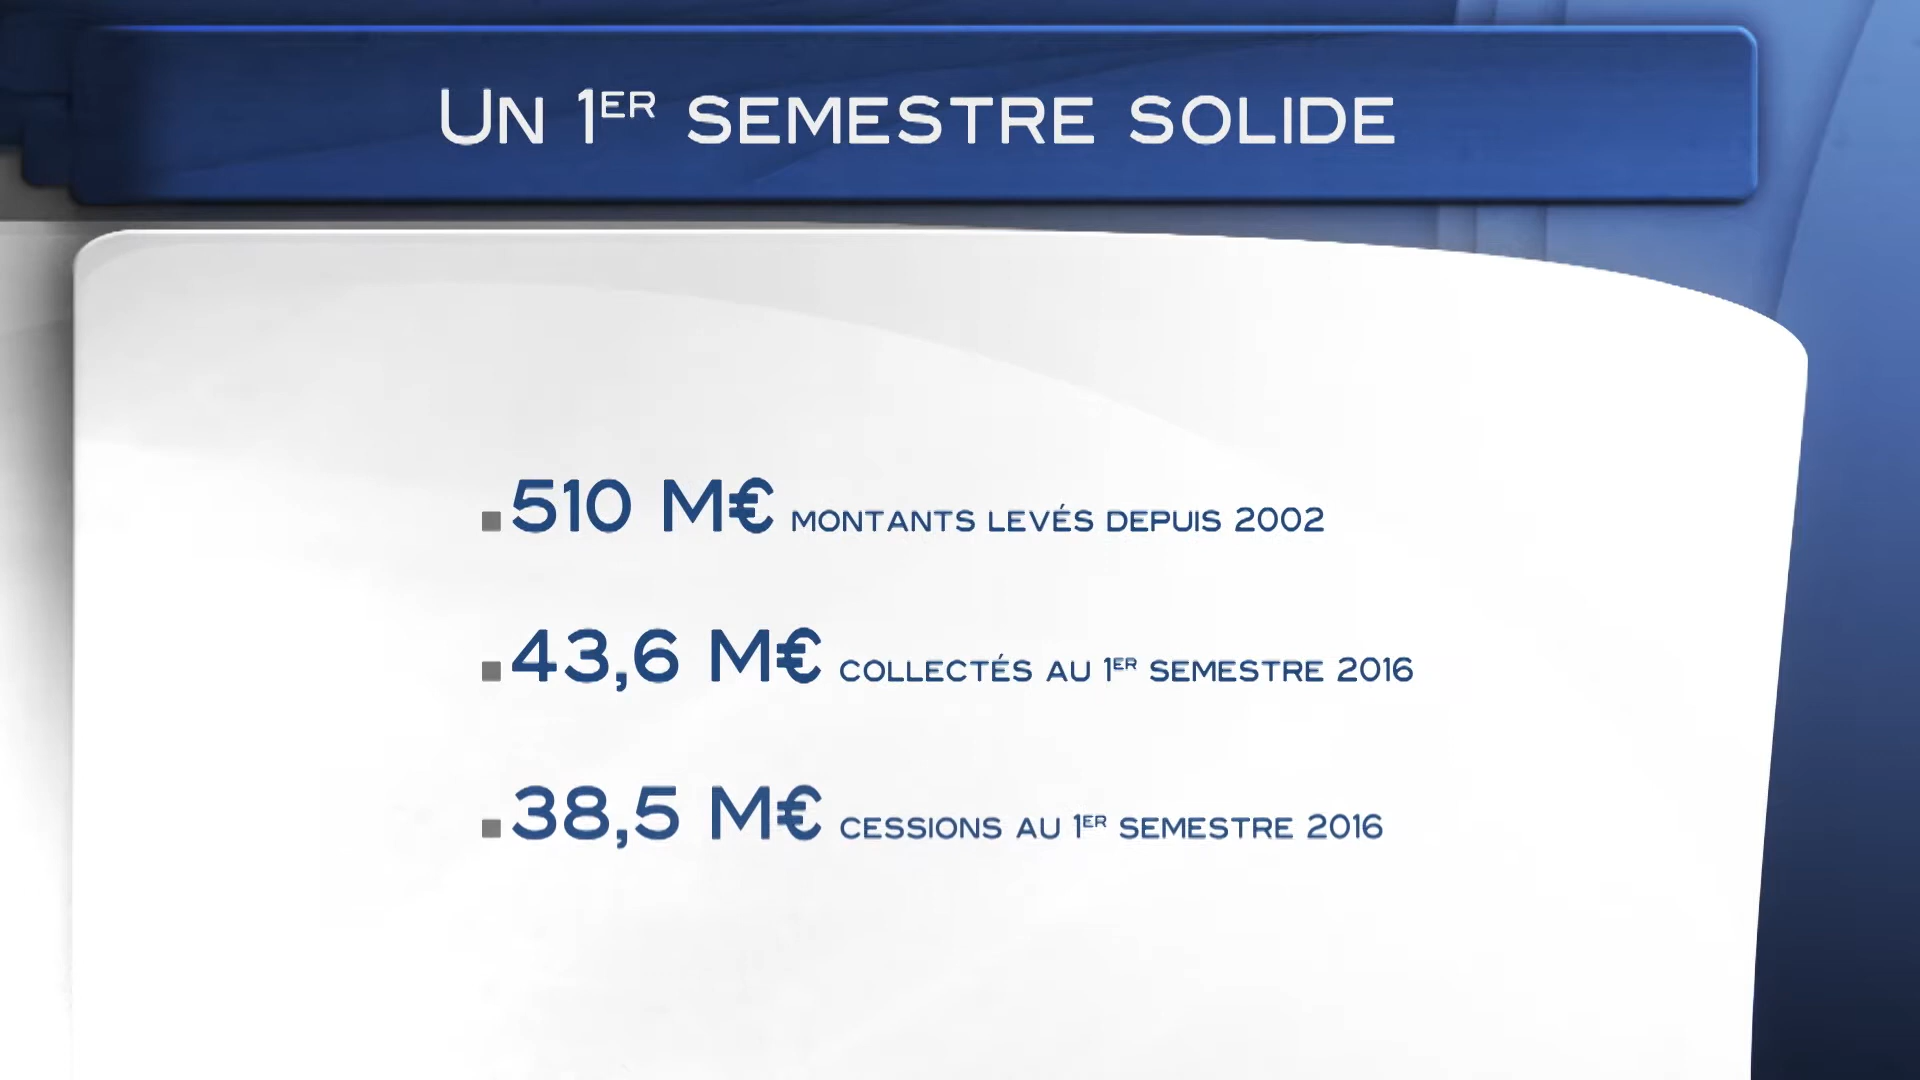 UN 1ER SEMESTRE SOLIDE
510 M€ MONTANTS LEVÉS DEPUIS 2002
43,6 M€ COLLECTÉS AU 1ER SEMESTRE 2016
38,5 M€ CESSIONS AU 1ER SEMESTRE 2016